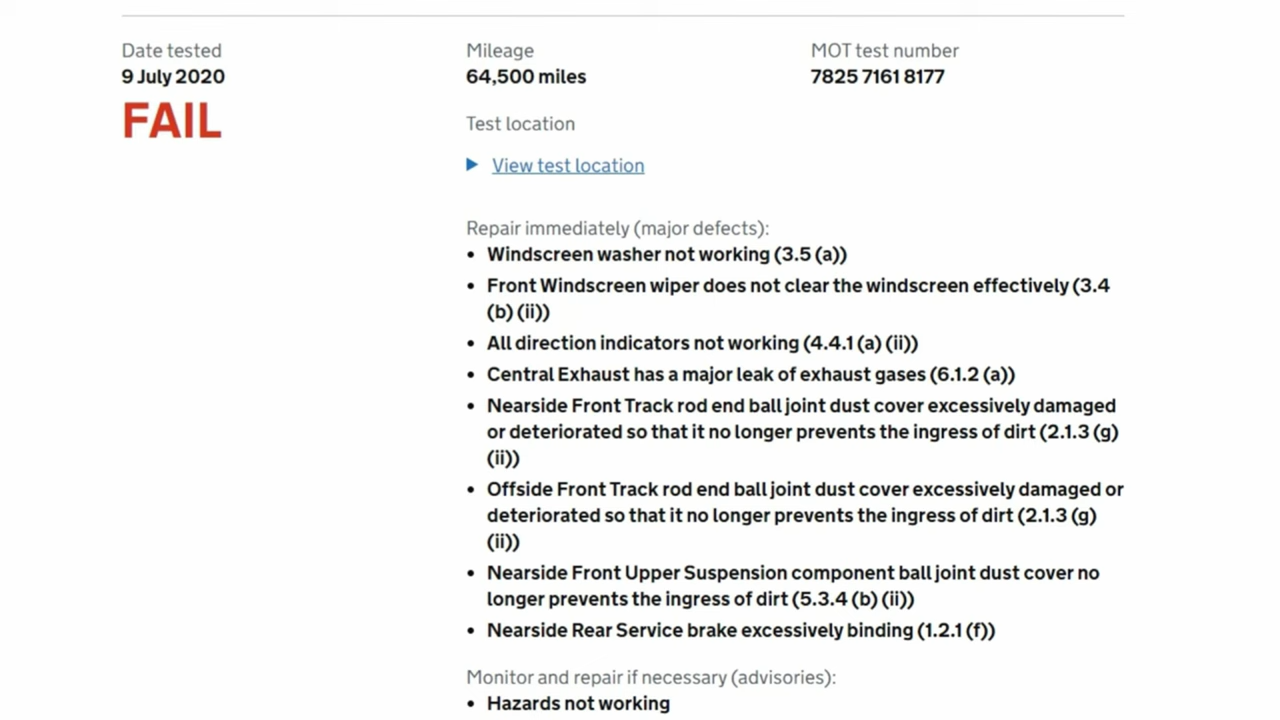 Date tested
9 July 2020
FAIL
Mileage
64,500 miles
MOT test number
7825 7161 8177
Test location
View test location
Repair immediately (major defects):
• Windscreen washer not working (3.5 (a))
• Front Windscreen wiper does not clear the windscreen effectively (3.4
(b) (ii))
• All direction indicators not working (4.4.1 (a) (ii))
• Central Exhaust has a major leak of exhaust gases (6.1.2 (a))
• Nearside Front Track rod end ball joint dust cover excessively damaged
or deteriorated so that it no longer prevents the ingress of dirt (2.1.3 (g)
(ii))
• Offside Front Track rod end ball joint dust cover excessively damaged or
deteriorated so that it no longer prevents the ingress of dirt (2.1.3 (g)
(ii))
• Nearside Front Upper Suspension component ball joint dust cover no
longer prevents the ingress of dirt (5.3.4 (b) (ii))
• Nearside Rear Service brake excessively binding (1.2.1 (f))
Monitor and repair if necessary (advisories):
• Hazards not working